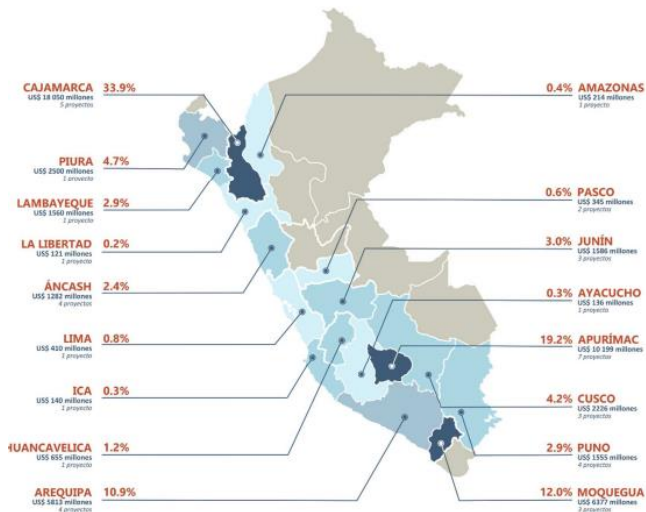 CAJAMARCA 33.9%
US$ 18 050 millones
5 proyectos
PIURA 4.7%
US$ 2500 millones
1 proyecto
LAMBAYEQUE 2.9%
US$ 1560 millones
1 proyecto
LA LIBERTAD 0.2%
US$ 121 millones
1 proyecto
ÁNCASH 2.4%
US$ 1282 millones
4 proyectos
LIMA 0.8%
US$ 410 millones
1 proyecto
ICA 0.3%
US$ 140 millones
1 proyecto
HUANCAVELICA 1.2%
US$ 655 millones
1 proyecto
AREQUIPA 10.9%
US$ 5813 millones
4 proyectos
0.4% AMAZONAS
US$ 214 millones
1 proyecto
0.6% PASCO
US$ 345 millones
2 proyectos
3.0% JUNÍN
US$ 1586 millones
3 proyectos
0.3% AYACUCHO
US$ 136 millones
1 proyecto
19.2% APURÍMAC
US$ 10 199 millones
7 proyectos
4.2% CUSCO
US$ 2226 millones
3 proyectos
2.9% PUNO
US$ 1555 millones
4 proyectos
12.0% MOQUEGUA
US$ 6377 millones
3 proyectos